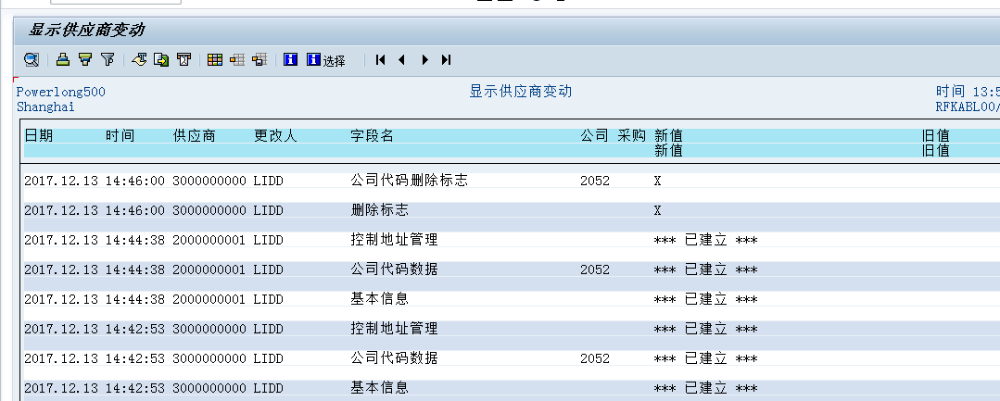 显示供应商变动
选择
Powerlong500 显示供应商变动 时间 13:5
Shanghai RFKABL00/
日期 时间 供应商 更改人 字段名 公司 采购 新值 旧值
新值 旧值
2017.12.13 14:46:00 3000000000 LIDD 公司代码删除标志 2052 X
2017.12.13 14:46:00 3000000000 LIDD 删除标志 X
2017.12.13 14:44:38 2000000001 LIDD 控制地址管理 *** 已建立 ***
2017.12.13 14:44:38 2000000001 LIDD 公司代码数据 2052 *** 已建立 ***
2017.12.13 14:44:38 2000000001 LIDD 基本信息 *** 已建立 ***
2017.12.13 14:42:53 3000000000 LIDD 控制地址管理 *** 已建立 ***
2017.12.13 14:42:53 3000000000 LIDD 公司代码数据 2052 *** 已建立 ***
2017.12.13 14:42:53 3000000000 LIDD 基本信息 *** 已建立 ***